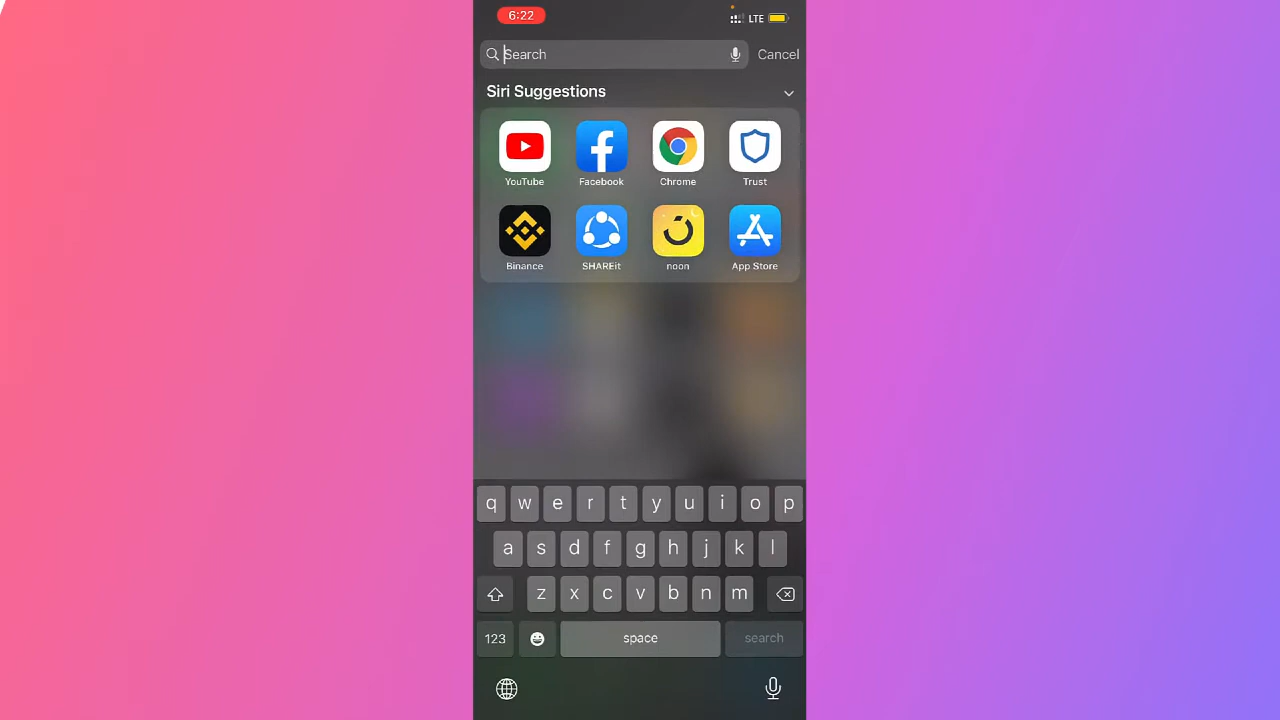 6:22 LTE
Search Cancel
Siri Suggestions
YouTube Facebook Chrome Trust
Binance SHAREit noon App Store
q w e r t y u i o p
a s d f g h j k l
z x c v b n m
123 space search